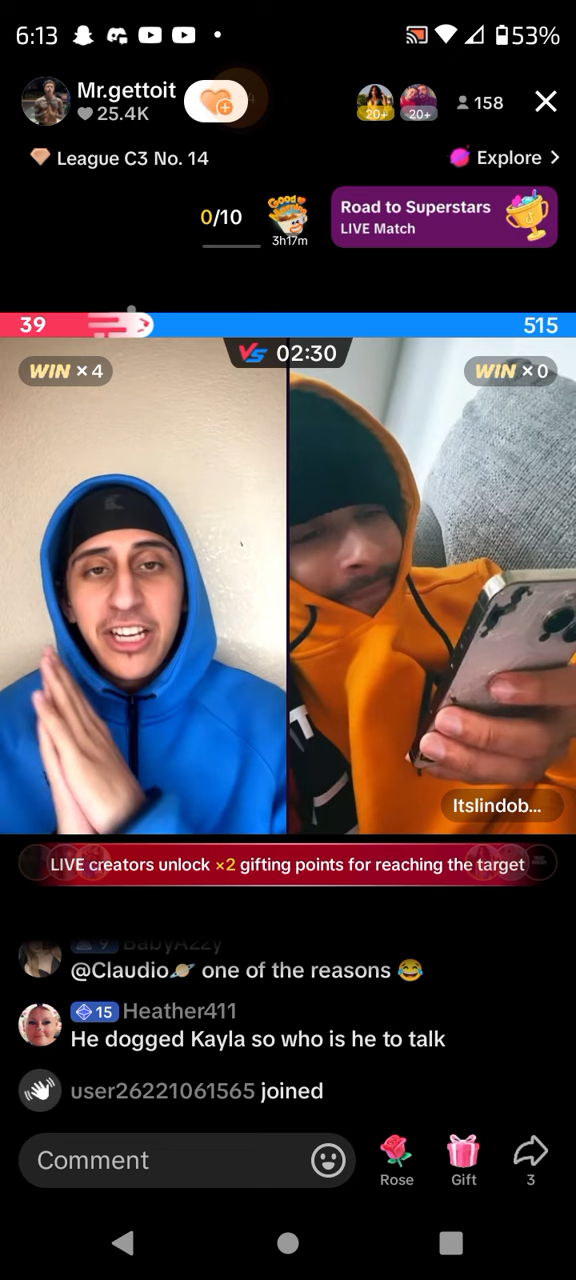 6:13
53%
Mr.gettoit
25.4K
20+
20+
158
League C3 No. 14
Explore
0/10
3h17m
Road to Superstars
LIVE Match
39
515
VS 02:30
WIN ×4
WIN ×0
Itslindob...
LIVE creators unlock ×2 gifting points for reaching the target
9 BabyA22y
@Claudio🪐 one of the reasons 😂
15 Heather411
He dogged Kayla so who is he to talk
user26221061565 joined
Comment
Rose
Gift
3